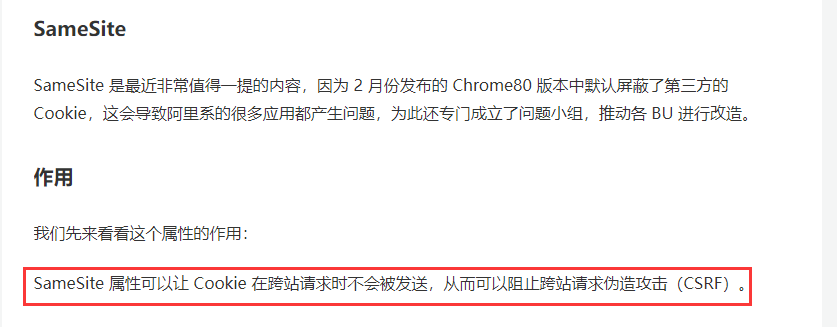 SameSite
SameSite 是最近非常值得一提的内容，因为 2 月份发布的 Chrome80 版本中默认屏蔽了第三方的
Cookie，这会导致阿里系的很多应用都产生问题，为此还专门成立了问题小组，推动各 BU 进行改造。
作用
我们先来看看这个属性的作用：
SameSite 属性可以让 Cookie 在跨站请求时不会被发送，从而可以阻止跨站请求伪造攻击（CSRF）。